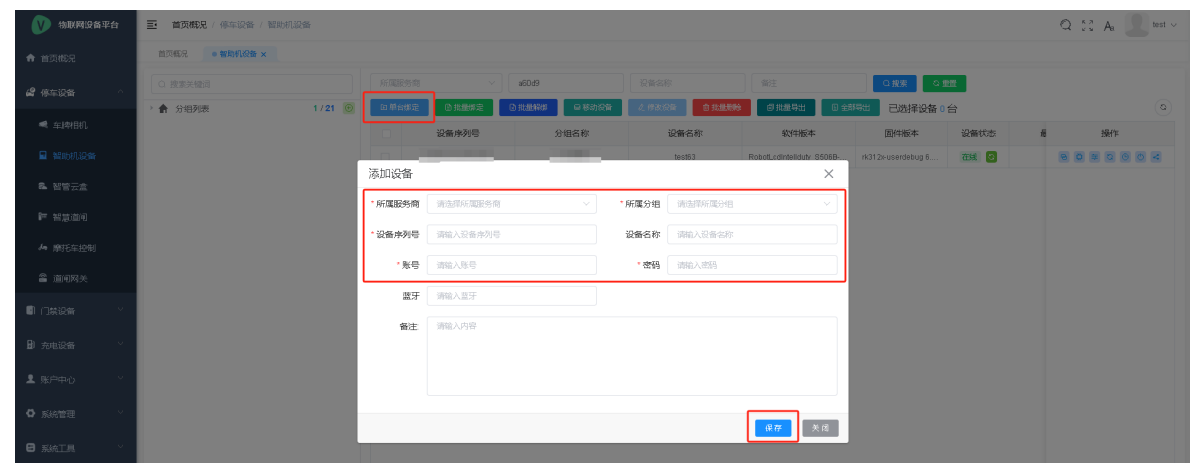 物联网设备平台
首页概况 / 停车设备 / 智助机设备
test
首页概况
智助机设备 ×
首页概况
停车设备
车牌相机
智助机设备
智管云盒
智慧道闸
摩托车控制
道闸网关
门禁设备
充电设备
账户中心
系统管理
系统工具
搜索关键词
分组列表 1 / 21
所属服务商 a60d9 设备名称 备注 搜索 重置
单台绑定 批量绑定 批量解绑 移动设备 修改设备 批量删除 批量导出 全部导出 已选择设备 0 台
设备序列号 分组名称 设备名称 软件版本 固件版本 设备状态 操作
test63 RobotLcdIntellduty_S506B- rk312x-userdebug 6.... 在线
添加设备
* 所属服务商 请选择所属服务商 * 所属分组 请选择所属分组
* 设备序列号 请输入设备序列号 设备名称 请输入设备名称
* 账号 请输入账号 * 密码 请输入密码
蓝牙 请输入蓝牙
备注 请输入内容
保存 关闭